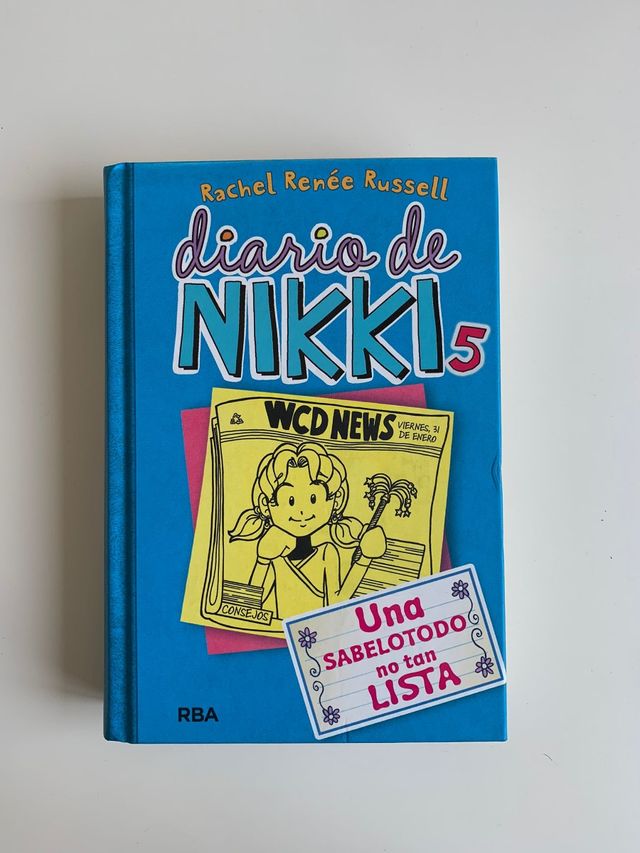 Rachel Renée Russell
diario de
NIKKI 5
WCD NEWS
VIERNES, 31
DE ENERO
CONSEJOS
Una
SABELOTODO
no tan
LISTA
RBA